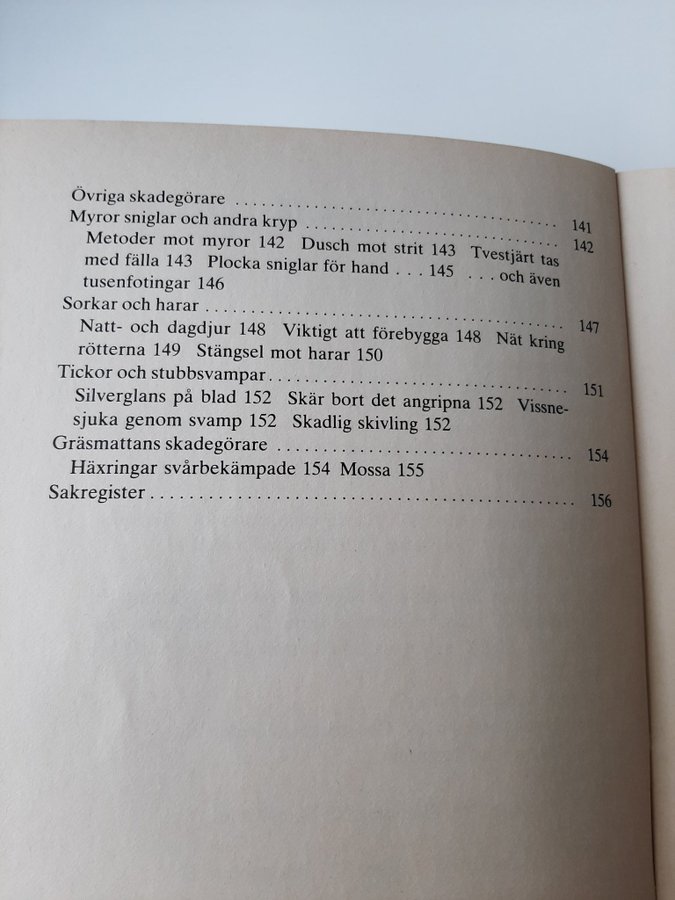 Övriga skadegörare . . . . . . . . . . . . . . . . . . . . . . . . . . . . . . . . . 141
Myror sniglar och andra kryp . . . . . . . . . . . . . . . . . . . . . . . . . . 142
Metoder mot myror 142 Dusch mot strit 143 Tvestjärt tas
med fälla 143 Plocka sniglar för hand . . . 145 . . . och även
tusenfotingar 146
Sorkar och harar . . . . . . . . . . . . . . . . . . . . . . . . . . . . . . . . . . . . 147
Natt- och dagdjur 148 Viktigt att förebygga 148 Nät kring
rötterna 149 Stängsel mot harar 150
Tickor och stubbsvampar . . . . . . . . . . . . . . . . . . . . . . . . . . . . . . 151
Silverglans på blad 152 Skär bort det angripna 152 Vissne-
sjuka genom svamp 152 Skadlig skivling 152
Gräsmattans skadegörare . . . . . . . . . . . . . . . . . . . . . . . . . . . . . . 154
Häxringar svårbekämpade 154 Mossa 155
Sakregister . . . . . . . . . . . . . . . . . . . . . . . . . . . . . . . . . . . . . . . . . . . 156